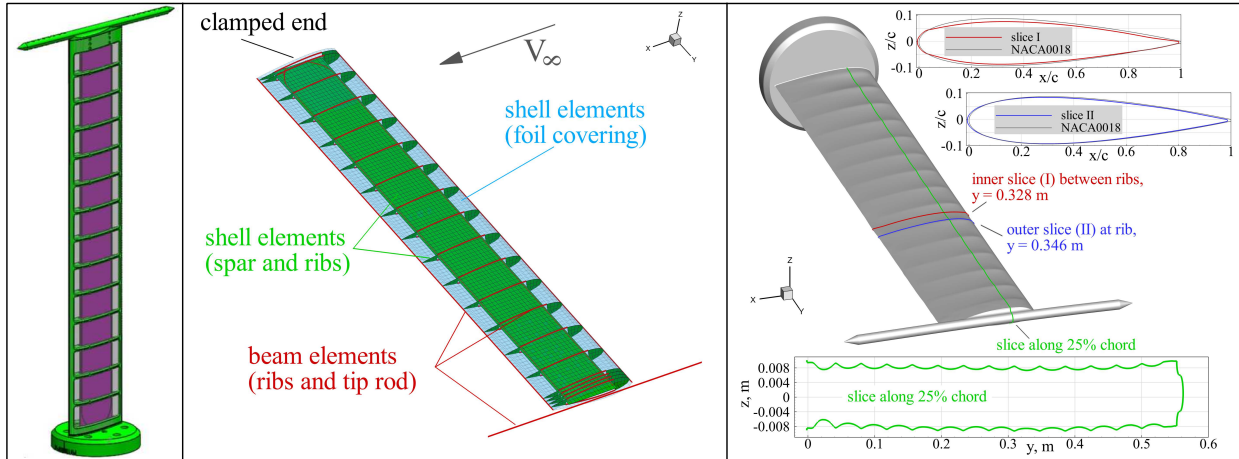 clamped end
V∞
z
x
Y
shell elements
(foil covering)
shell elements
(spar and ribs)
beam elements
(ribs and tip rod)
0.1
0
-0.1
z/c
slice I
NACA0018
0 0.2 0.4 0.6 0.8 1
x/c
0.1
0
-0.1
z/c
slice II
NACA0018
0 0.2 0.4 0.6 0.8 1
x/c
inner slice (I) between ribs,
y = 0.328 m
outer slice (II) at rib,
y = 0.346 m
Z
X
Y
slice along 25% chord
z, m
0.008
0.004
0
-0.004
-0.008
slice along 25% chord
0 0.1 0.2 0.3 0.4 0.5 0.6
y, m